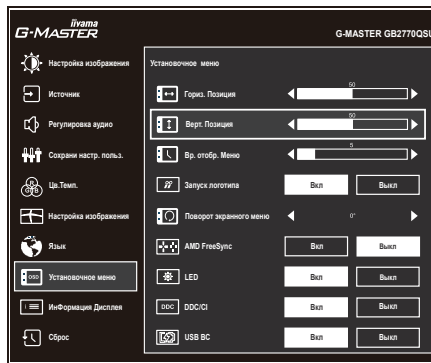 iiyama
G-MASTER
G-MASTER GB2770QSU
Настройка изображения
Источник
Регулировка аудио
Сохрани настр. польз.
R G B
Цв.Темп.
Настройка изображения
Язык
OSD Установочное меню
ИнФормация Дисплея
Сброс
Установочное меню
Гориз. Позиция 50
Верт. Позиция 50
Вр. отобр. Меню 5
Запуск логотипа Вкл Выкл
Поворот экранного меню 0°
AMD FreeSync Вкл Выкл
LED Вкл Выкл
DDC DDC/CI Вкл Выкл
USB BC Вкл Выкл